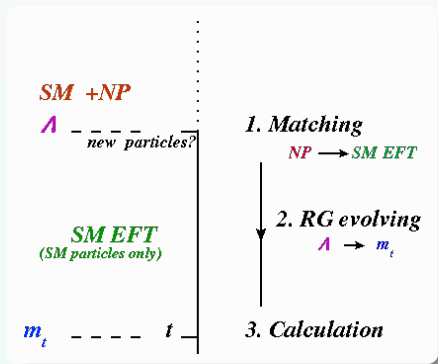 SM +NP
Λ
new particles?
SM EFT
(SM particles only)
m_t
t
1. Matching
NP → SM EFT
2. RG evolving
Λ → m_t
3. Calculation